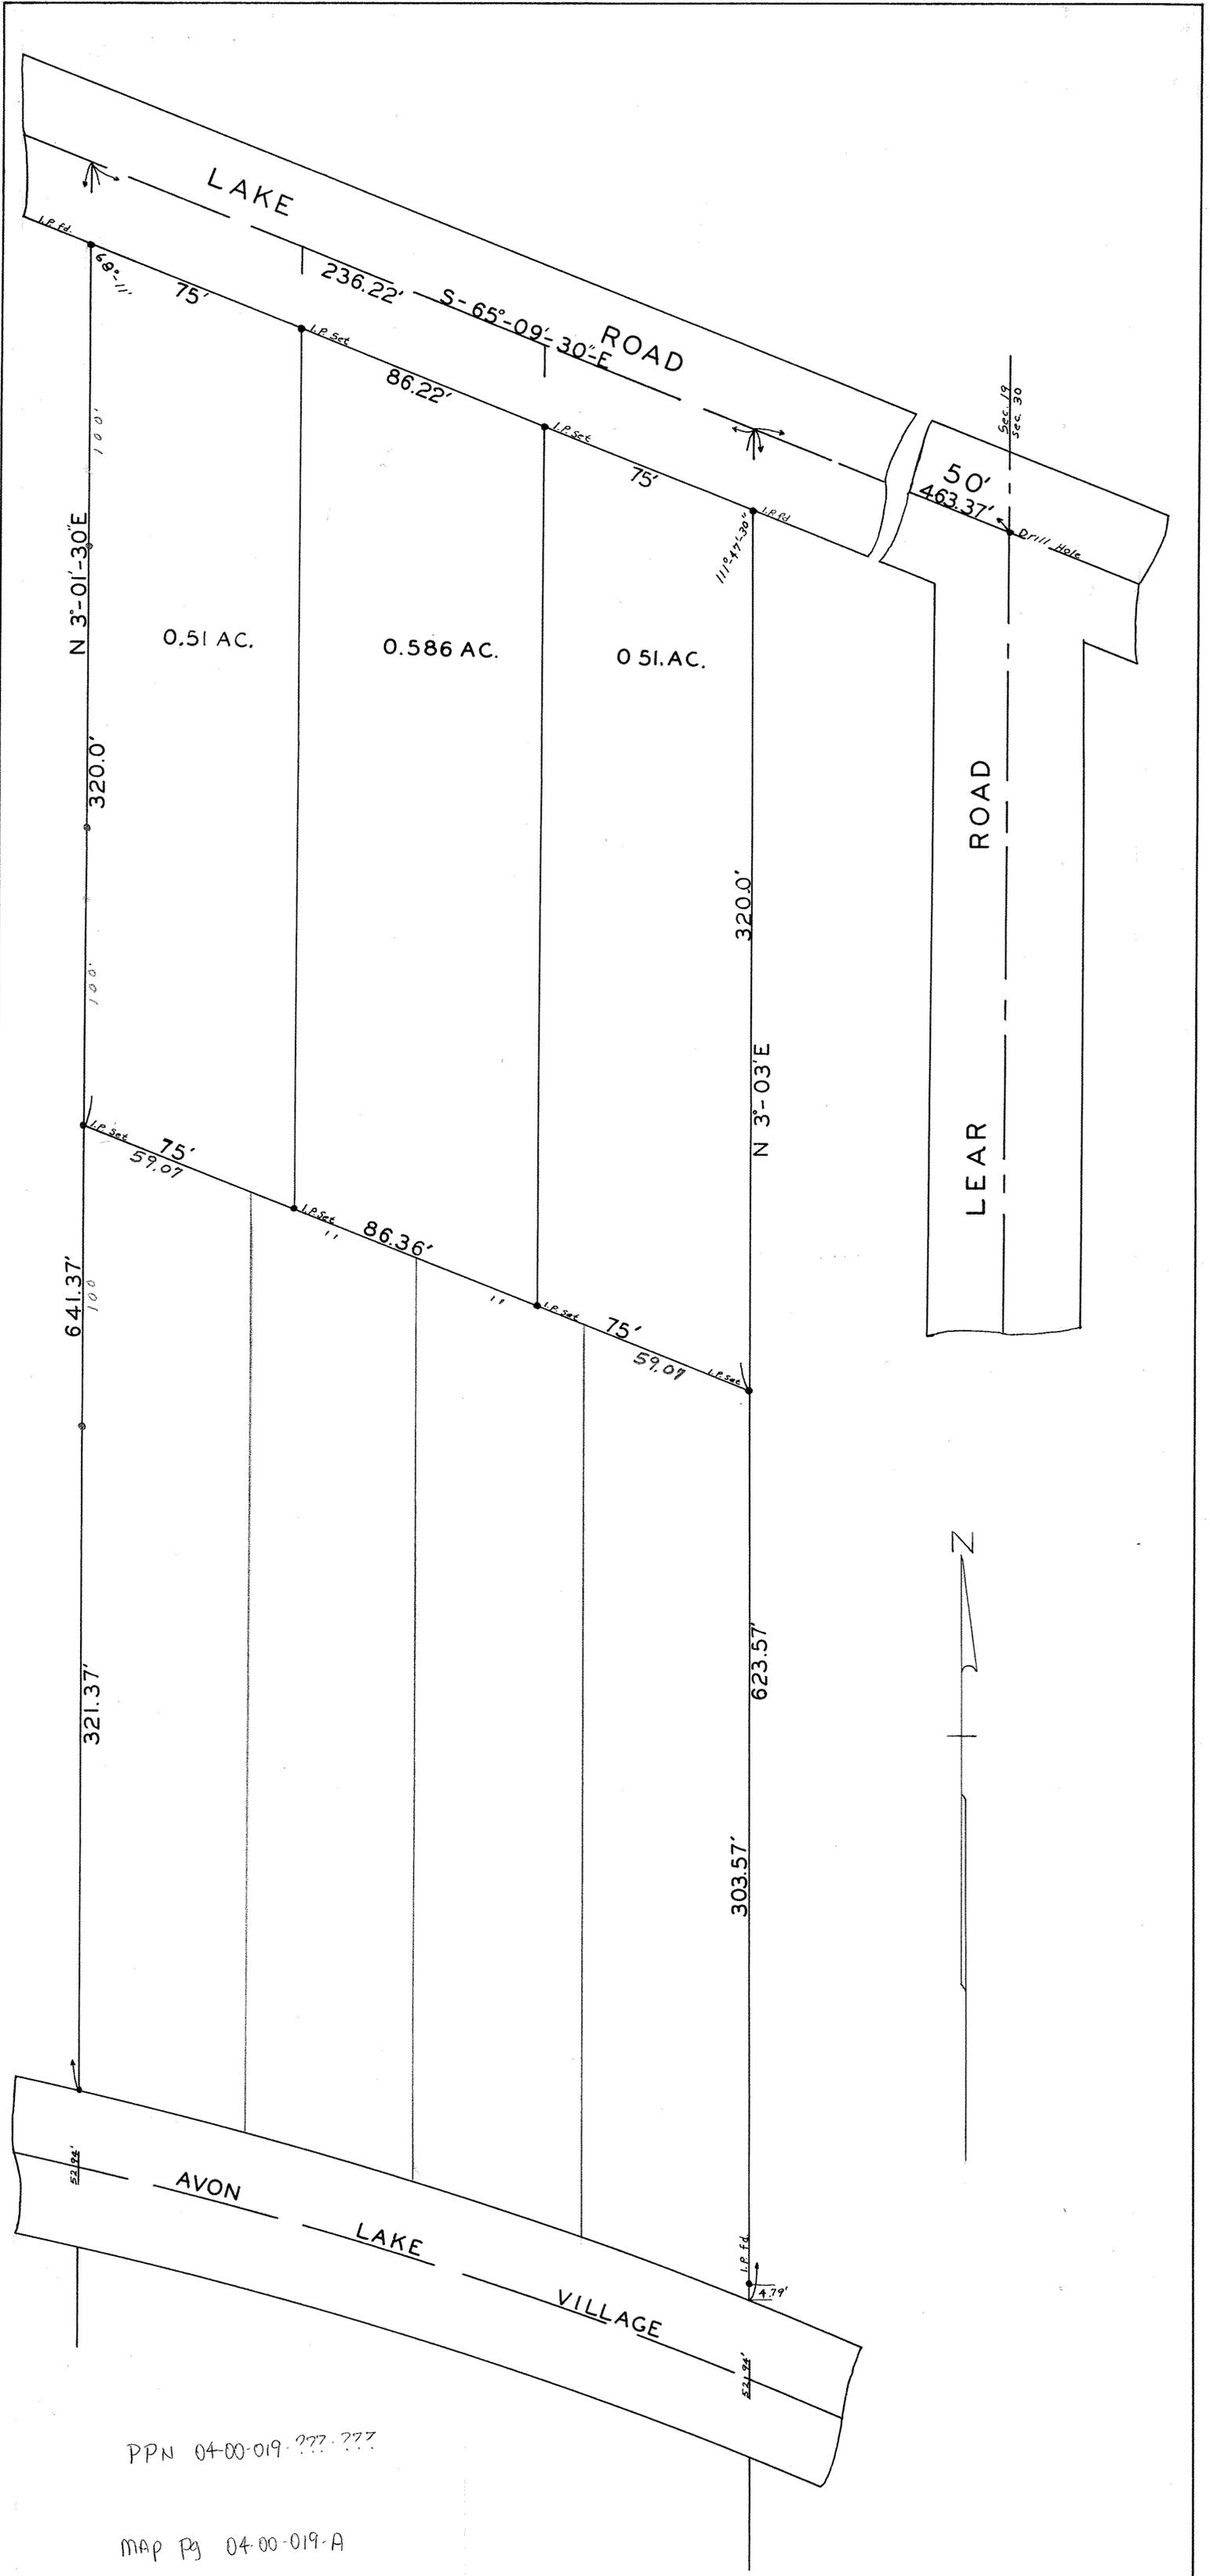 LAKE
I.P. fd.
68°-11'
75'
236.22'
S-65°-09'-30"-E
ROAD
I.P. Set
86.22'
I.P. set
75'
I.P. fd
111°-47'-30"
Sec. 19
Sec. 30
50'
463.37'
Drill Hole
100'
N 3°-01'-30"E
0.51 AC.
0.586 AC.
0 51. AC.
320.0'
320.0'
LEAR ROAD
100'
N 3°-03'E
I.P. set
75'
59.07
I.P. Set
''
86.36'
''
I.P. set
75'
59.07
I.P. set
641.37'
100
Z
321.37'
623.57'
303.57'
52.94'
AVON
LAKE
VILLAGE
I.P. fd.
4.79'
PPN 04-00-019-???-???
MAP Pg 04-00-019-A